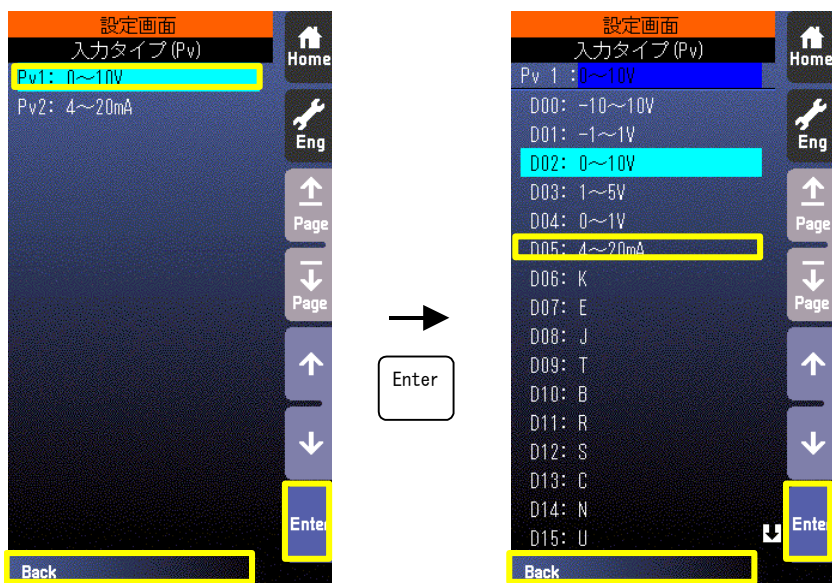 設定画面
入力タイプ(Pv)
Pv1: 0～10V
Pv2: 4～20mA
Home
Eng
Page
Page
Enter
Back
Enter
設定画面
入力タイプ(Pv)
Pv 1 :0～10V
D00: -10～10V
D01: -1～1V
D02: 0～10V
D03: 1～5V
D04: 0～1V
D05: 4～20mA
D06: K
D07: E
D08: J
D09: T
D10: B
D11: R
D12: S
D13: C
D14: N
D15: U
Home
Eng
Page
Page
Enter
Back